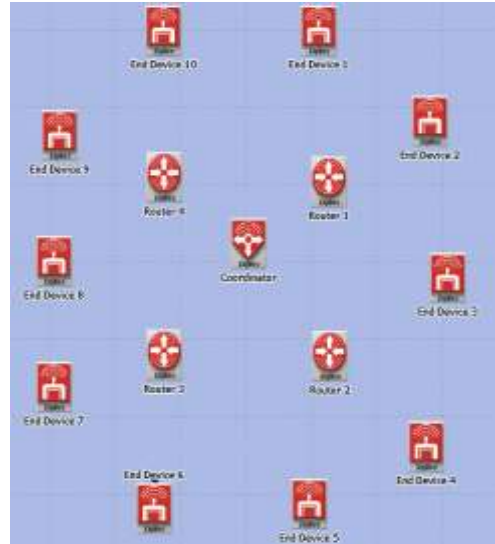 End Device 10
End Device 1
End Device 2
End Device 9
Router 4
Router 1
Coordinator
End Device 8
End Device 3
Router 3
Router 2
End Device 7
End Device 6
End Device 4
End Device 5